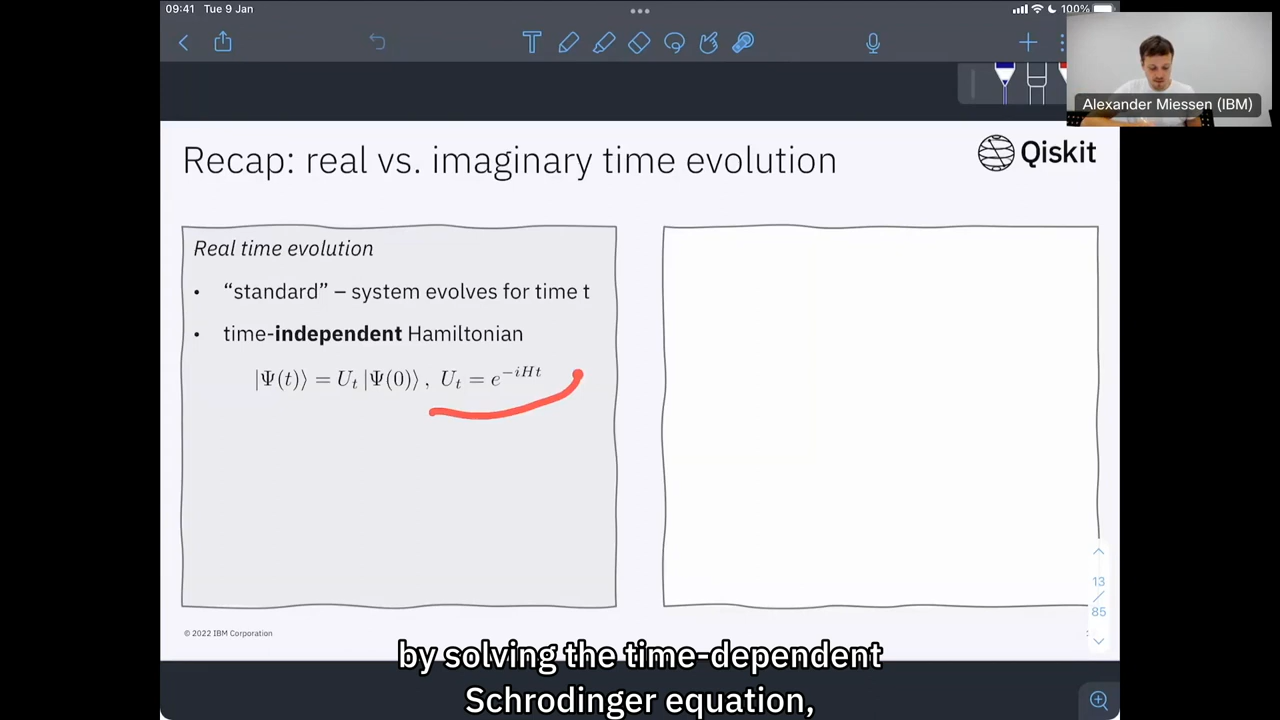 09:41 Tue 9 Jan
100%
Alexander Miessen (IBM)
Recap: real vs. imaginary time evolution
Qiskit
Real time evolution
• “standard” – system evolves for time t
• time-independent Hamiltonian
|Ψ(t)⟩ = U_t |Ψ(0)⟩ , U_t = e^{-iHt}
13
/
85
© 2022 IBM Corporation
by solving the time-dependent
Schrodinger equation,